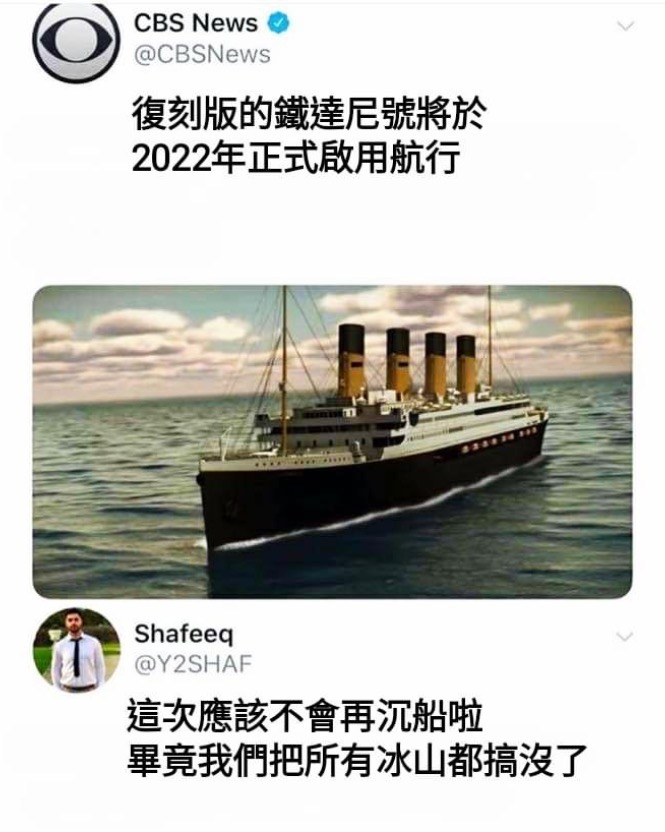 CBS News
@CBSNews
復刻版的鐵達尼號將於
2022年正式啟用航行
Shafeeq
@Y2SHAF
這次應該不會再沉船啦
畢竟我們把所有冰山都搞沒了